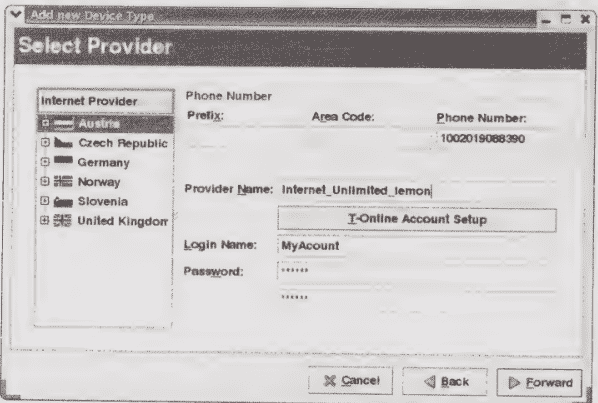 Add new Device Type
Select Provider
Internet Provider
Austria
Czech Republic
Germany
Norway
Slovenia
United Kingdom
Phone Number
Prefix:
Area Code:
Phone Number:
1002019088390
Provider Name:
Internet_Unlimited_lemon
T-Online Account Setup
Login Name:
MyAcount
Password:
******
******
Cancel
Back
Forward